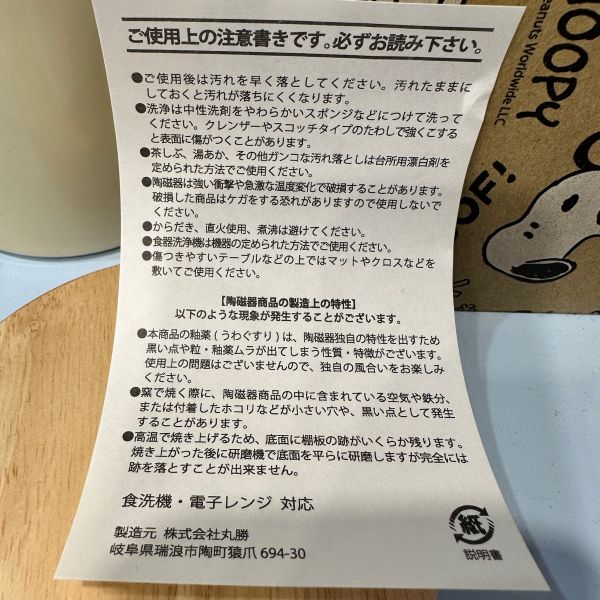 ご使用上の注意書きです。必ずお読み下さい。
●ご使用後は汚れを早く落としてください。汚れたままに
しておくと汚れが落ちにくくなります。
●洗浄は中性洗剤をやわらかいスポンジなどにつけて洗って
ください。クレンザーやスコッチタイプのたわしで強くこする
と表面に傷がつくことがあります。
●茶しぶ、湯あか、その他ガンコな汚れ落としは台所用漂白剤を
定められた方法でご使用ください。
●陶磁器は強い衝撃や急激な温度変化で破損することがあります。
破損した商品はケガをする恐れがありますので使用しないで
ください。
●からだき、直火使用、煮沸は避けてください。
●食器洗浄機は機器の定められた方法でご使用ください。
●傷つきやすいテーブルなどの上ではマットやクロスなどを
敷いてご使用ください。
【陶磁器商品の製造上の特性】
以下のような現象が発生することがございます。
●本商品の釉薬(うわぐすり)は、陶磁器独自の特性を出すため
黒い点や粒・釉薬ムラが出てしまう性質・特徴がございます。
使用上の問題はございませんので、独自の風合いをお楽しみ
ください。
●窯で焼く際に、陶磁器商品の中に含まれている空気や鉄分、
または付着したホコリなどが小さい穴や、黒い点として発生
することがあります。
●高温で焼き上げるため、底面に棚板の跡がいくらか残ります。
焼き上がった後に研磨機で底面を平らに研磨しますが完全には
跡を落とすことが出来ません。
食洗機・電子レンジ 対応
製造元 株式会社丸勝
岐阜県瑞浪市陶町猿爪 694-30
紙
説明書
OOPY
eanuts Worldwide LLC
OF!